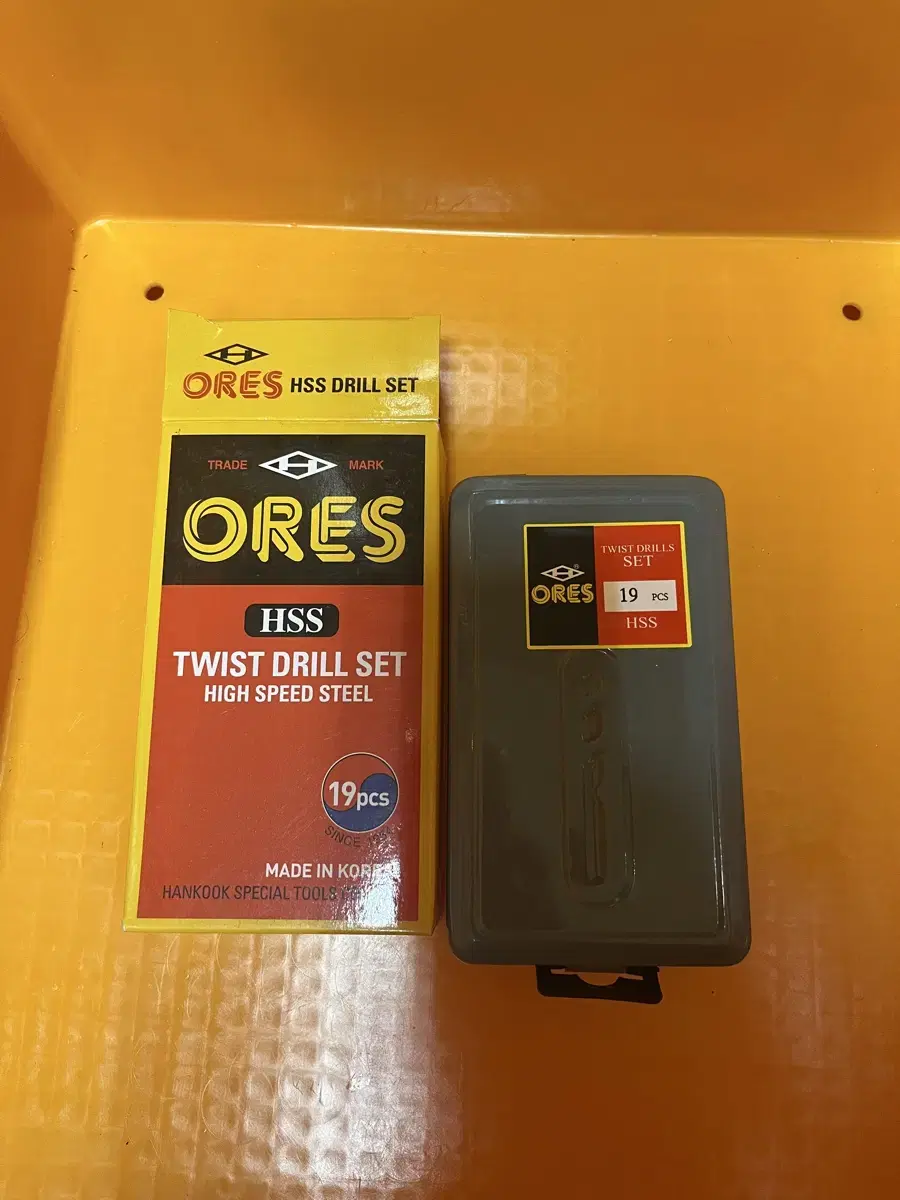 ORES HSS DRILL SET
TRADE H MARK
ORES
HSS
TWIST DRILL SET
HIGH SPEED STEEL
19pcs
SINCE
MADE IN
HANKOOK SPECIAL TOOLS
H®
ORES
TWIST DRILLS
SET
19 PCS
HSS